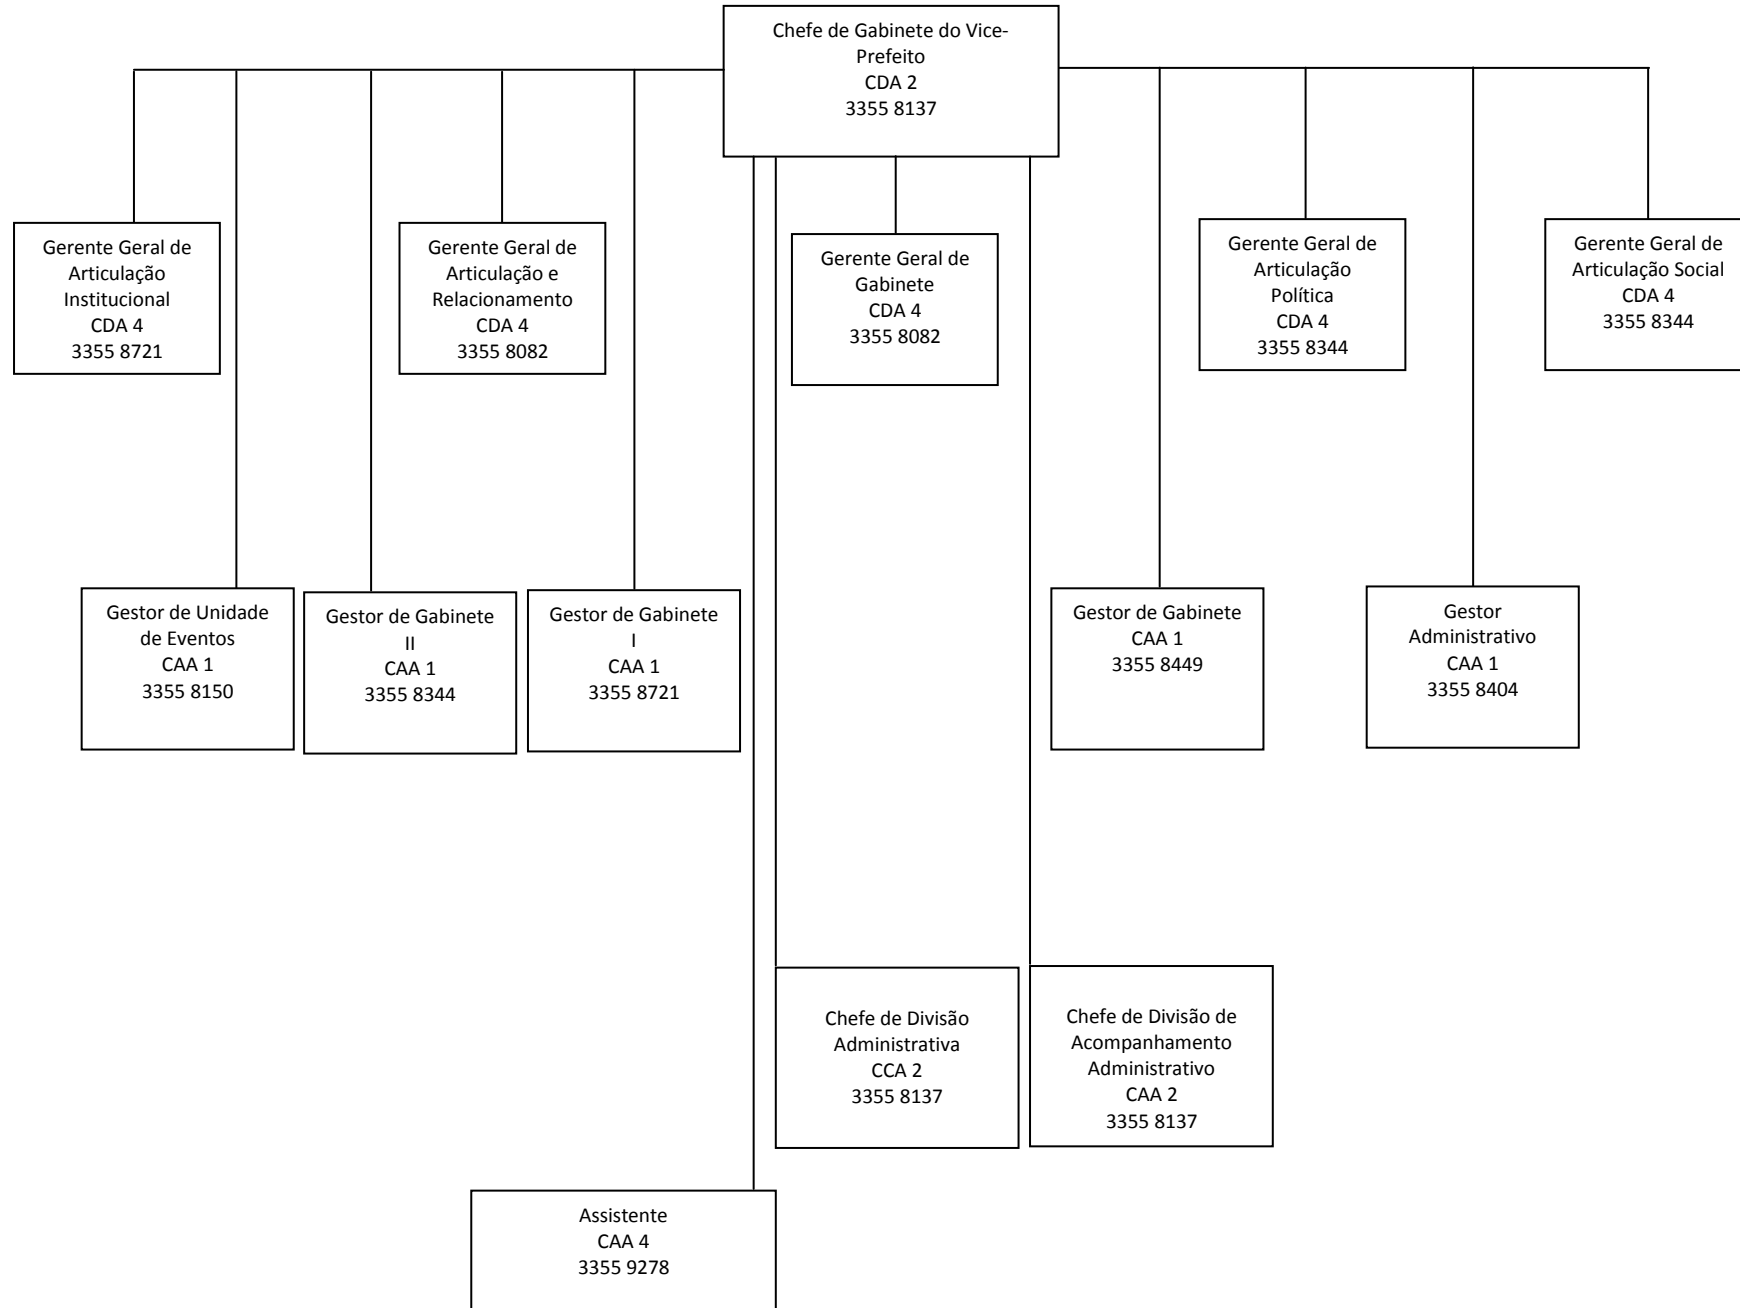 Chefe de Gabinete do Vice-
Prefeito
CDA 2
3355 8137
Gerente Geral de
Articulação
Institucional
CDA 4
3355 8721
Gerente Geral de
Articulação e
Relacionamento
CDA 4
3355 8082
Gerente Geral de
Gabinete
CDA 4
3355 8082
Gerente Geral de
Articulação
Política
CDA 4
3355 8344
Gerente Geral de
Articulação Social
CDA 4
3355 8344
Gestor de Unidade
de Eventos
CAA 1
3355 8150
Gestor de Gabinete
II
CAA 1
3355 8344
Gestor de Gabinete
I
CAA 1
3355 8721
Gestor de Gabinete
CAA 1
3355 8449
Gestor
Administrativo
CAA 1
3355 8404
Chefe de Divisão
Administrativa
CCA 2
3355 8137
Chefe de Divisão de
Acompanhamento
Administrativo
CAA 2
3355 8137
Assistente
CAA 4
3355 9278